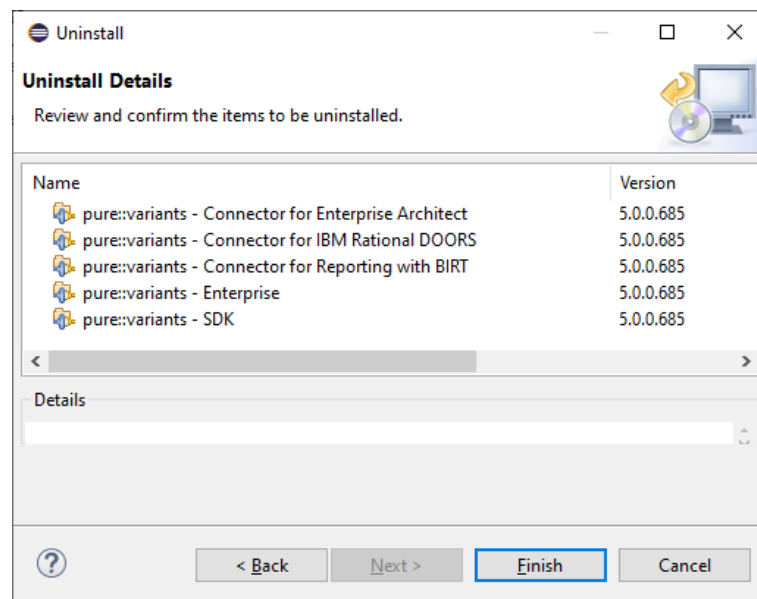 Uninstall
Uninstall Details
Review and confirm the items to be uninstalled.
Name Version
pure::variants - Connector for Enterprise Architect 5.0.0.685
pure::variants - Connector for IBM Rational DOORS 5.0.0.685
pure::variants - Connector for Reporting with BIRT 5.0.0.685
pure::variants - Enterprise 5.0.0.685
pure::variants - SDK 5.0.0.685
Details
? < Back Next > Finish Cancel